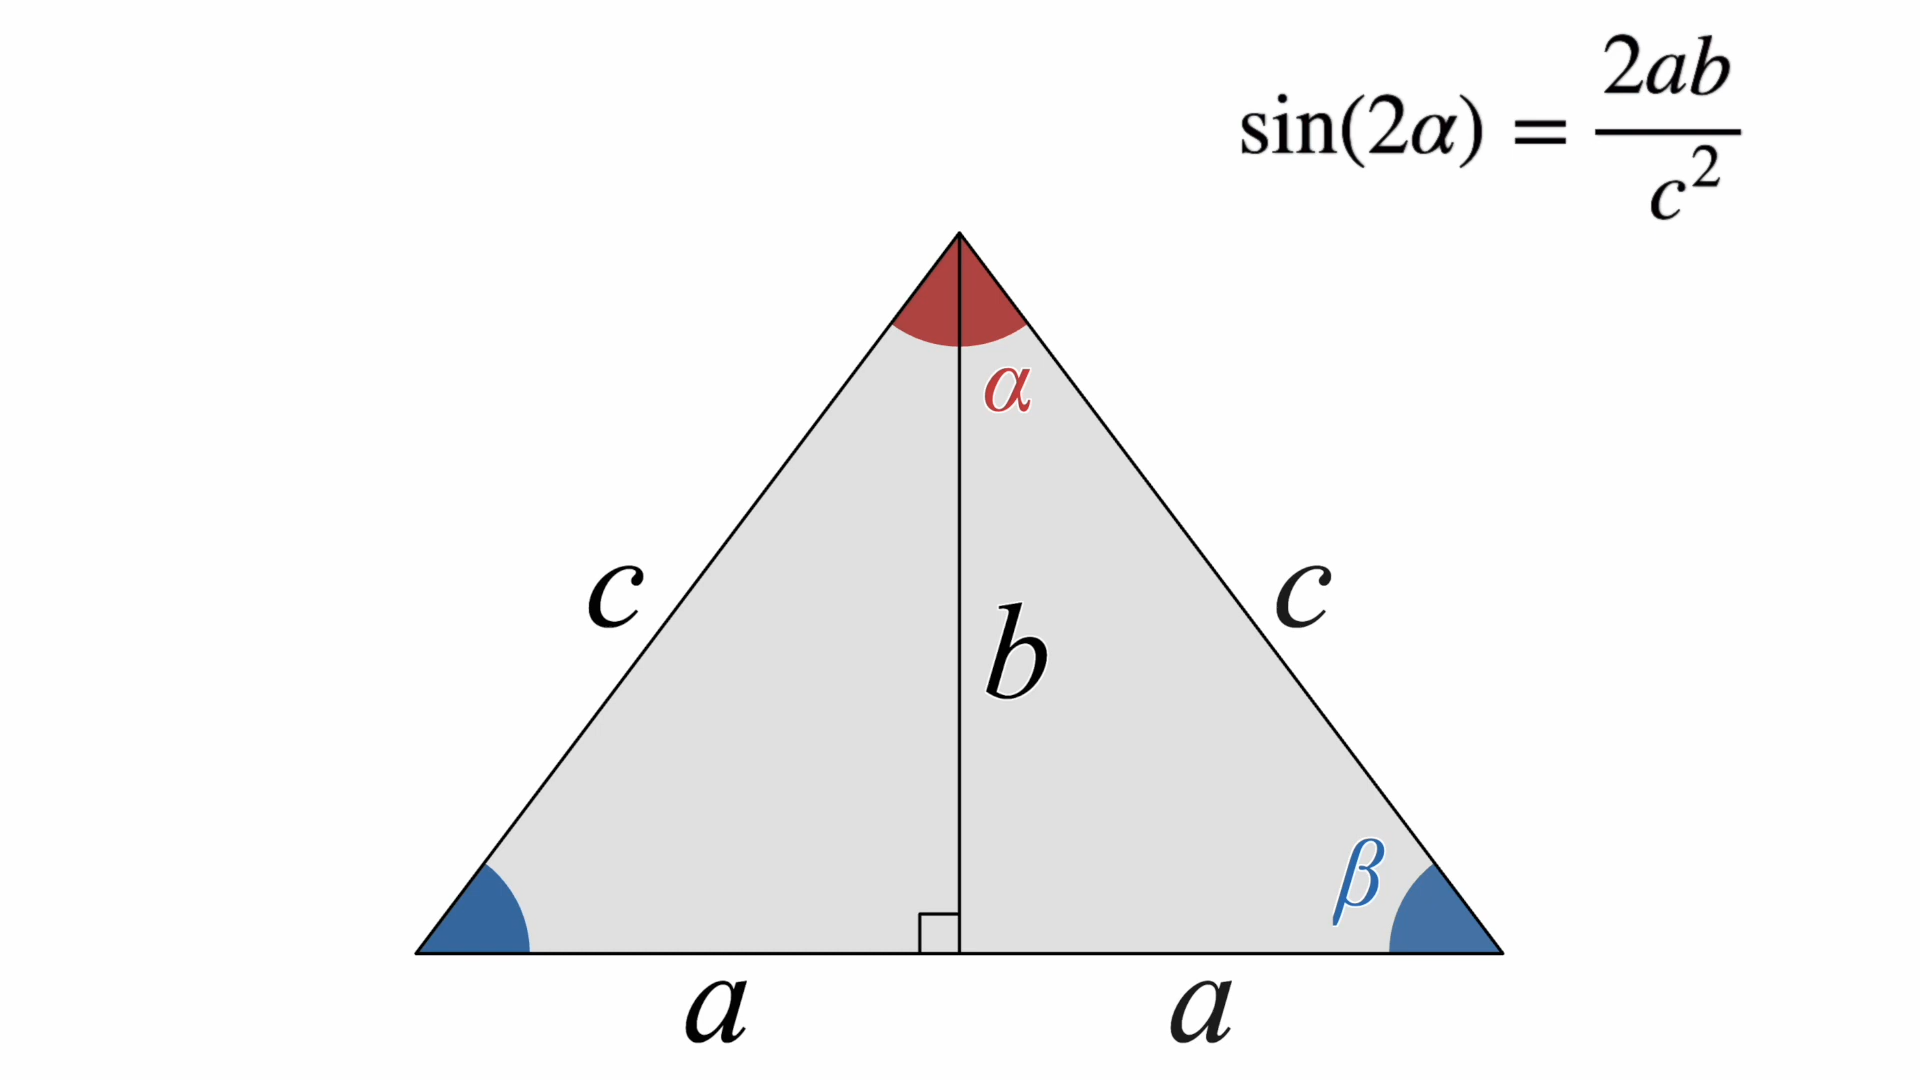 sin(2α) = 2ab/c²
α
c
c
b
β
a
a